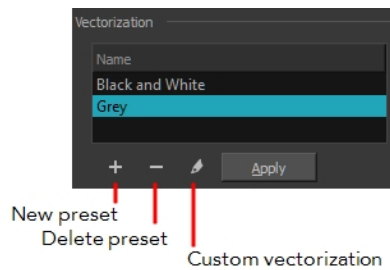 Vectorization
Name
Black and White
Grey
Apply
New preset
Delete preset
Custom vectorization